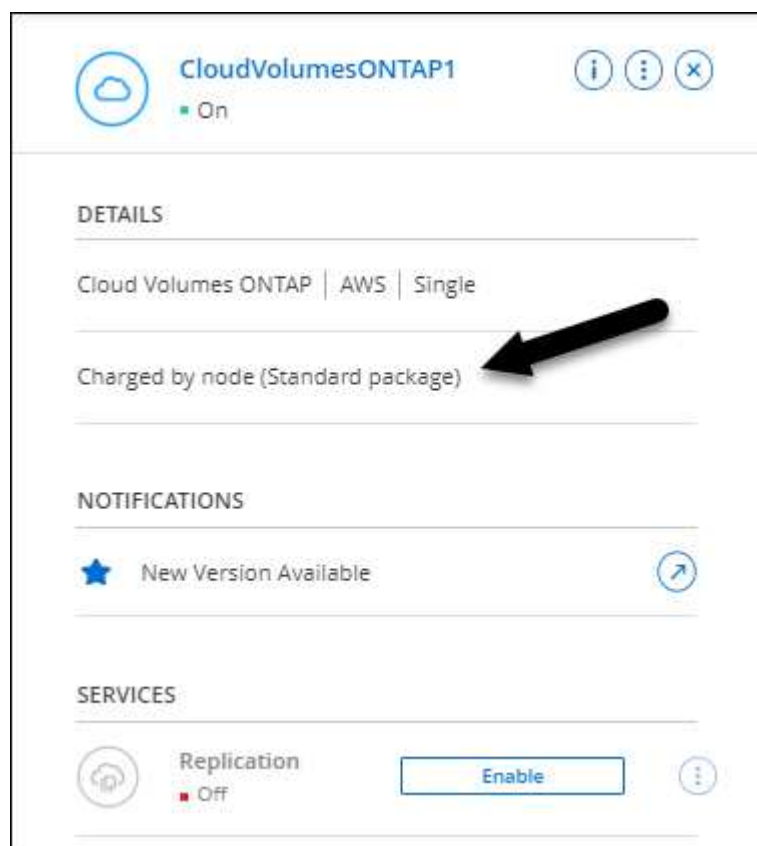 CloudVolumesONTAP1
On
DETAILS
Cloud Volumes ONTAP | AWS | Single
Charged by node (Standard package)
NOTIFICATIONS
New Version Available
SERVICES
Replication
Enable
Off